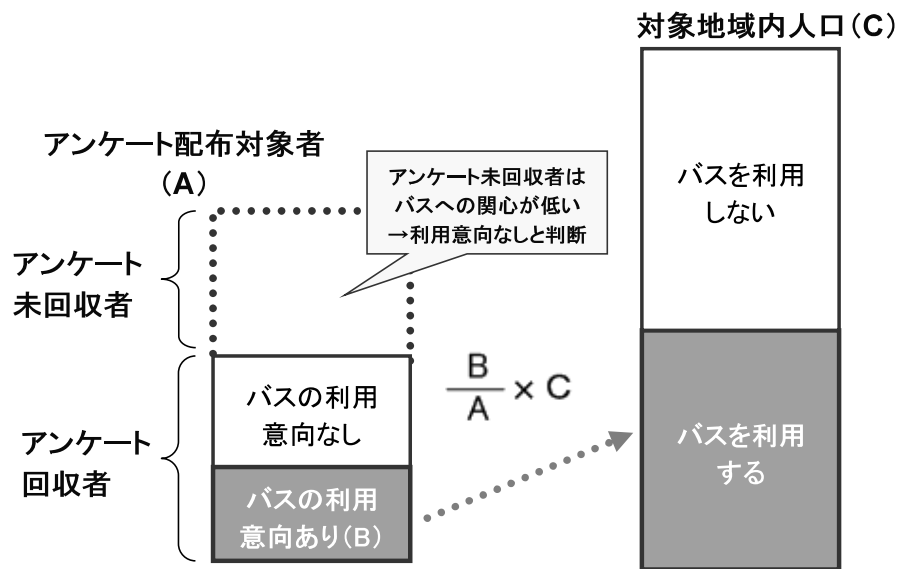 対象地域内人口（C）
アンケート配布対象者
（A）
アンケート未回収者は
バスへの関心が低い
→利用意向なしと判断
バスを利用
しない
アンケート
未回収者
B
A
× C
バスの利用
意向なし
アンケート
回収者
バスの利用
意向あり（B）
バスを利用
する